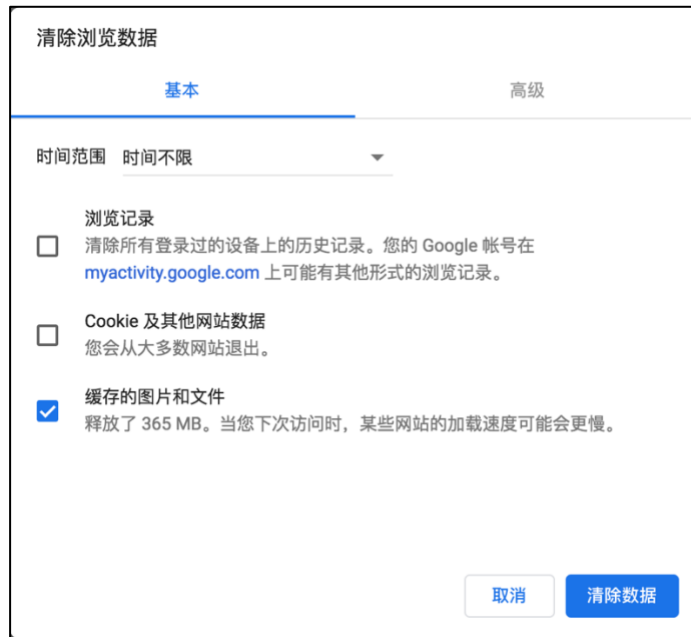 清除浏览数据
基本
高级
时间范围 时间不限
浏览记录
清除所有登录过的设备上的历史记录。您的 Google 帐号在
myactivity.google.com 上可能有其他形式的浏览记录。
Cookie 及其他网站数据
您会从大多数网站退出。
缓存的图片和文件
释放了 365 MB。当您下次访问时，某些网站的加载速度可能会更慢。
取消
清除数据